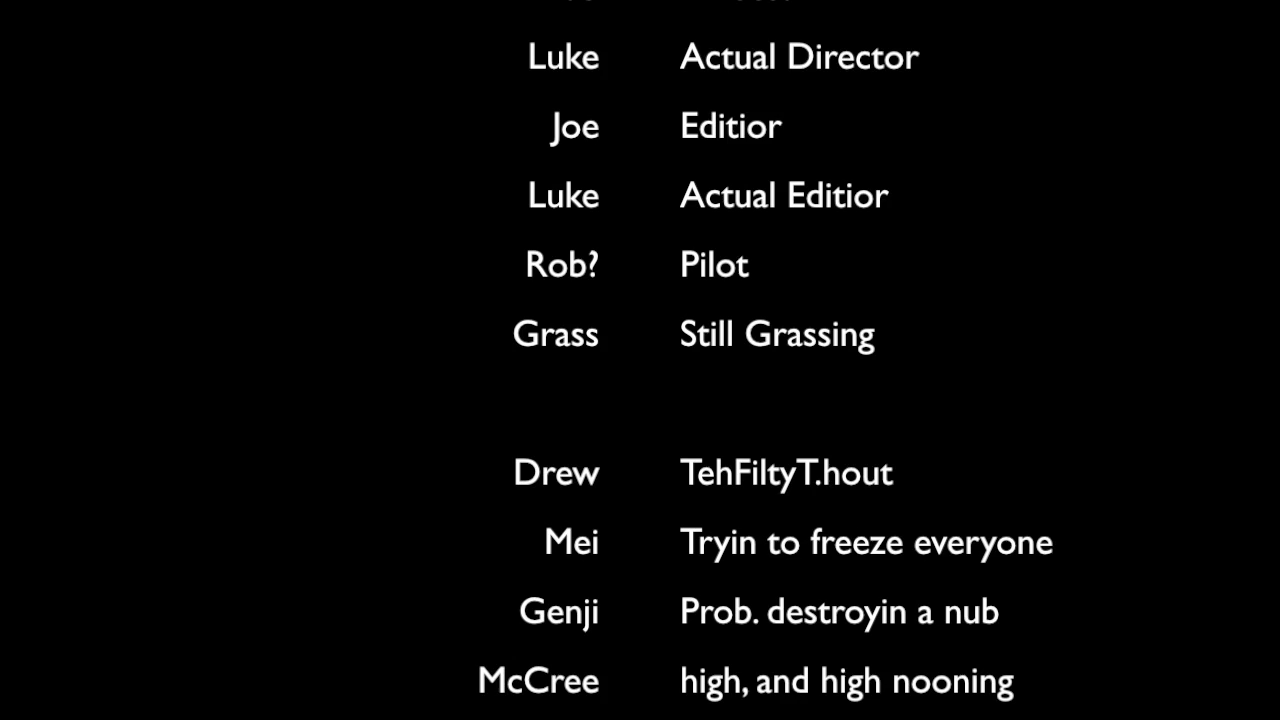 Luke Actual Director
Joe Editior
Luke Actual Editior
Rob? Pilot
Grass Still Grassing
Drew TehFiltyT.hout
Mei Tryin to freeze everyone
Genji Prob. destroyin a nub
McCree high, and high nooning